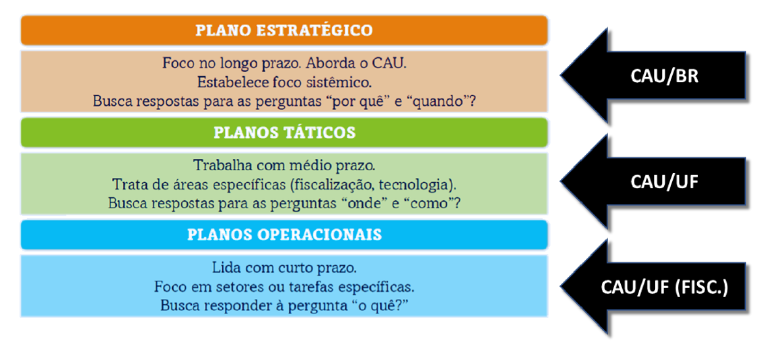 PLANO ESTRATÉGICO
Foco no longo prazo. Aborda o CAU.
Estabelece foco sistêmico.
Busca respostas para as perguntas “por quê” e “quando”?
CAU/BR
PLANOS TÁTICOS
Trabalha com médio prazo.
Trata de áreas específicas (fiscalização, tecnologia).
Busca respostas para as perguntas “onde” e “como”?
CAU/UF
PLANOS OPERACIONAIS
Lida com curto prazo.
Foco em setores ou tarefas específicas.
Busca responder à pergunta “o quê?”
CAU/UF (FISC.)